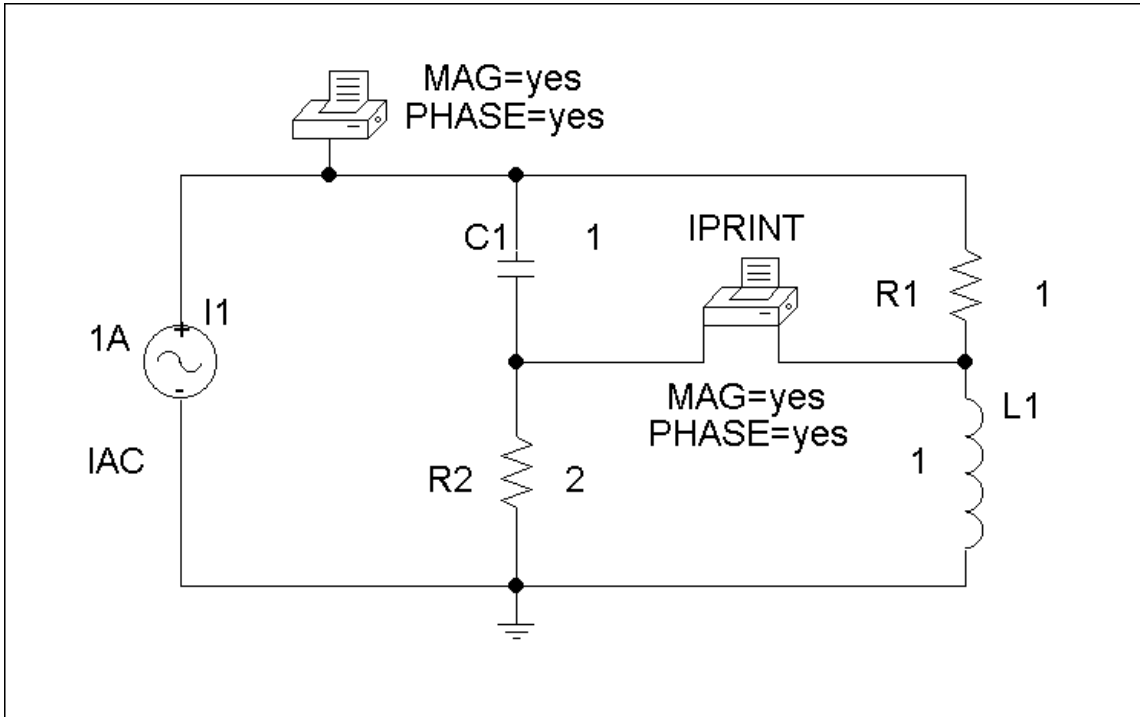 MAG=yes
PHASE=yes
C1 1
IPRINT
R1 1
I1
1A
MAG=yes
PHASE=yes
L1
IAC
R2 2
1